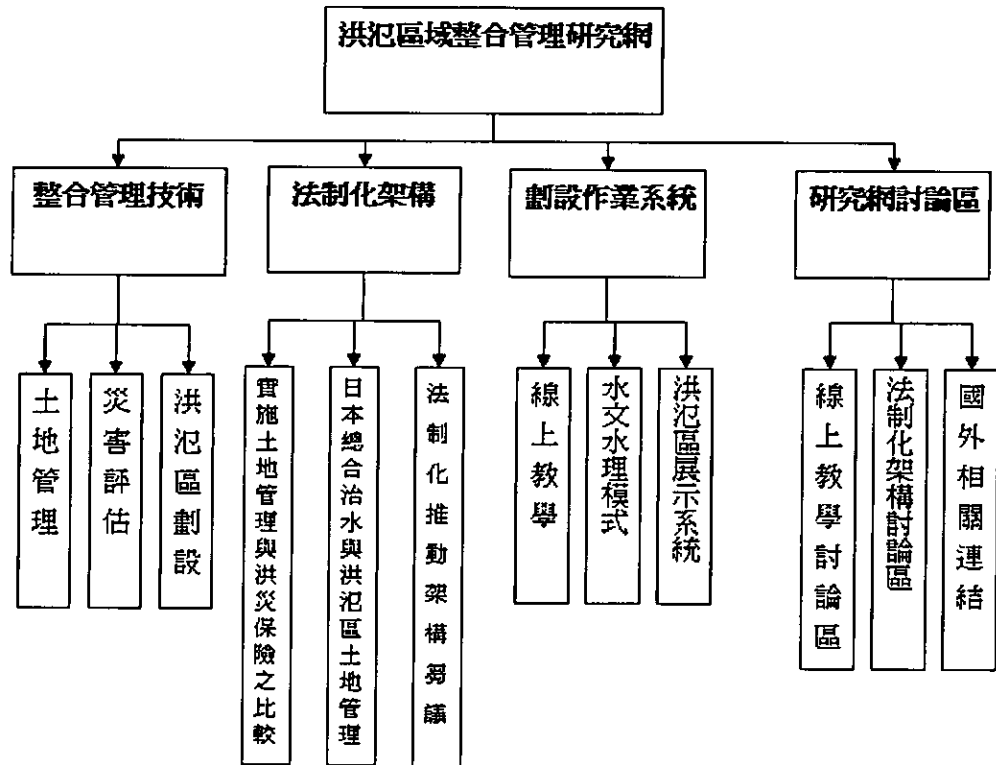 洪氾區域整合管理研究網
整合管理技術
法制化架構
劃設作業系統
研究網討論區
土地管理
災害評估
洪氾區劃設
實施土地管理與洪災保險之比較
日本總合治水與洪氾區土地管理
法制化推動架構芻議
線上教學
水文水理模式
洪氾區展示系統
線上教學討論區
法制化架構討論區
國外相關連結